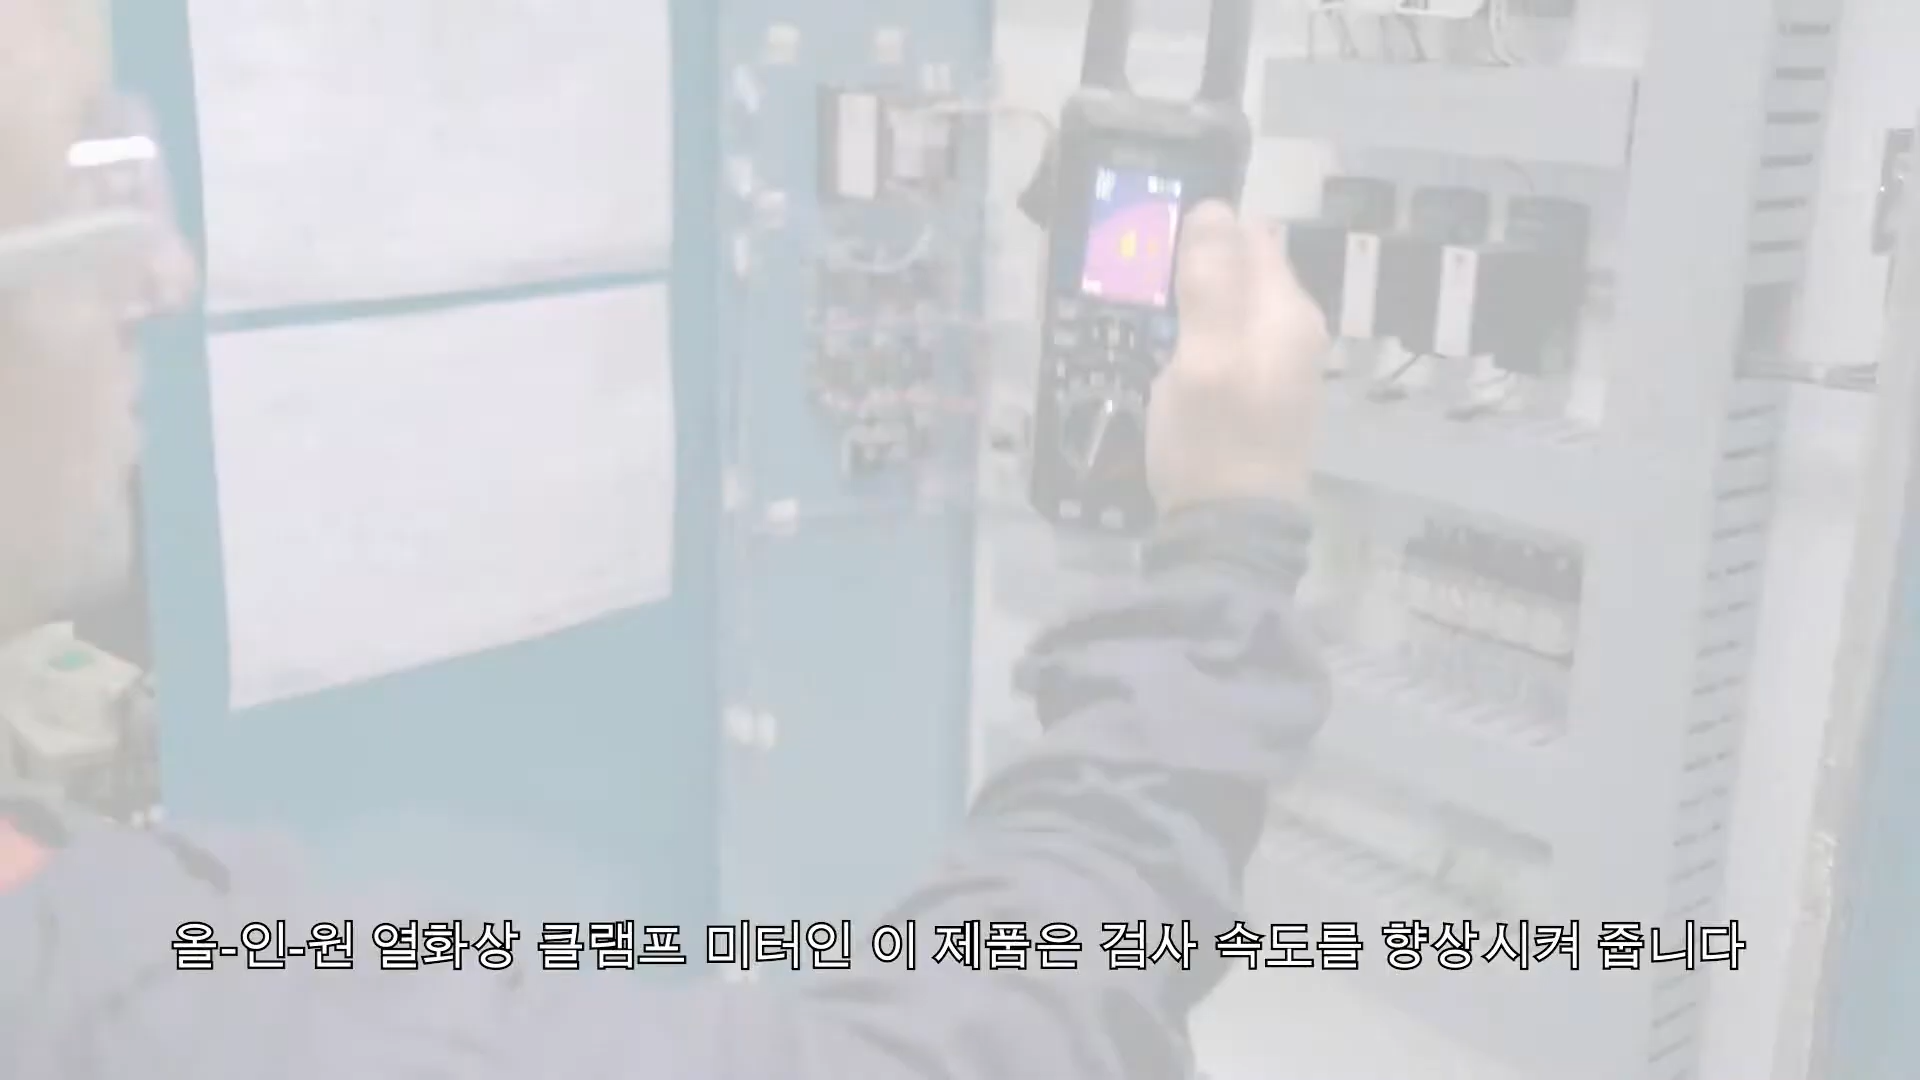 올-인-원 열화상 클램프 미터인 이 제품은 검사 속도를 향상시켜 줍니다